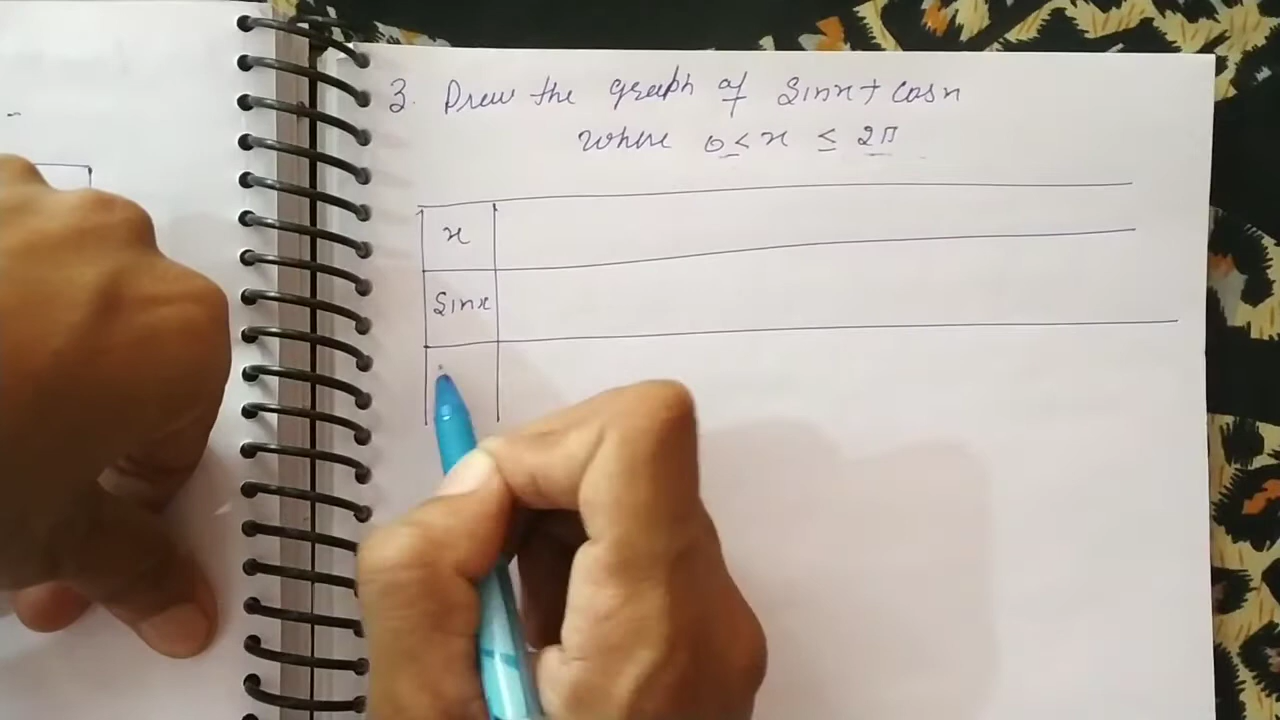 3. Draw the graph of Sinx + cosx
where 0 ≤ x ≤ 2π
x
Sinx